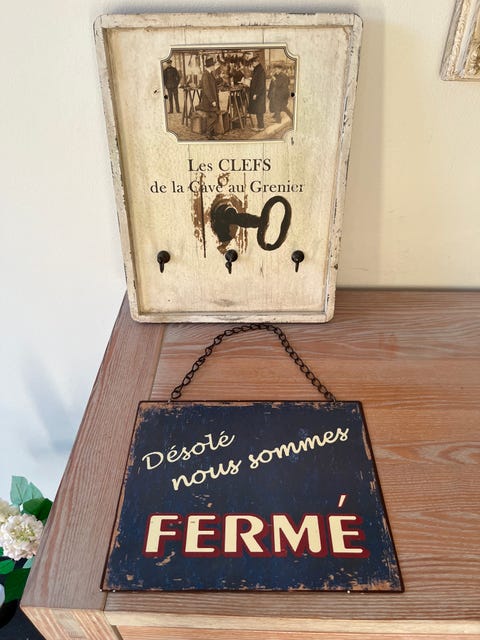 Les CLEFS
de la Cave au Grenier
Désolé
nous sommes
FERMÉ